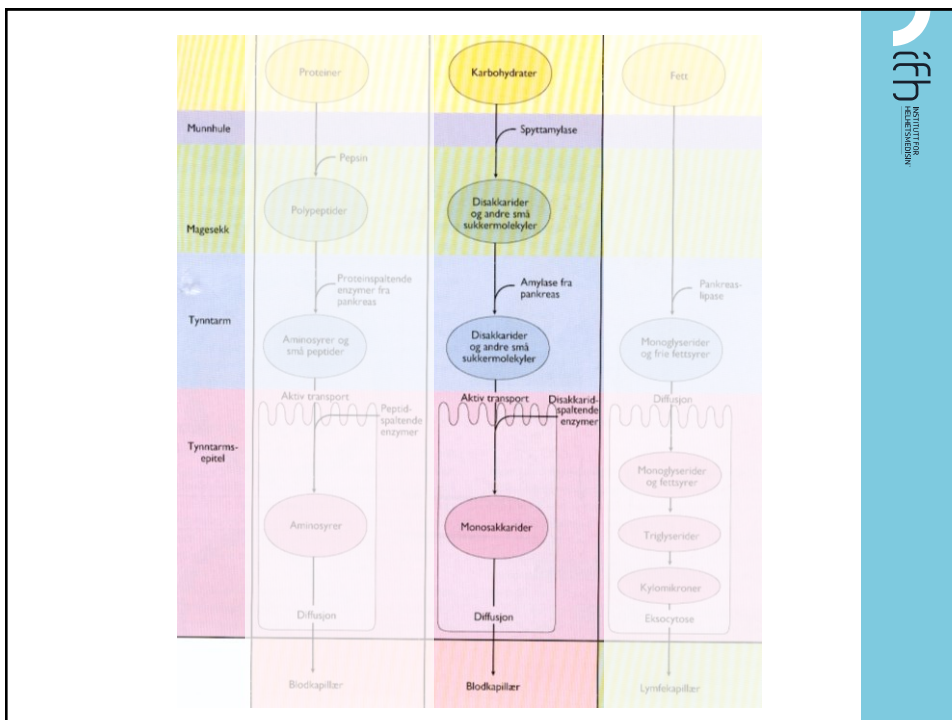 Proteiner
Karbohydrater
Fett
Munnhule
Spyttamylase
Pepsin
Polypeptider
Disakkarider
og andre små
sukkermolekyler
Magesekk
Proteinspaltende
enzymer fra
pankreas
Amylase fra
pankreas
Pankreas-
lipase
Tynntarm
Aminosyrer og
små peptider
Disakkarider
og andre små
sukkermolekyler
Monoglyserider
og frie fettsyrer
Aktiv transport
Peptid-
spaltende
enzymer
Aktiv transport
Disakkarid-
spaltende
enzymer
Diffusjon
Tynntarms-
epitel
Monoglyserider
og fettsyrer
Aminosyrer
Monosakkarider
Triglyserider
Kylomikroner
Diffusjon
Diffusjon
Eksocytose
Blodkapillær
Blodkapillær
Lymfekapillær
ifh
INSTITUTT FOR
HELHETSMEDISIN